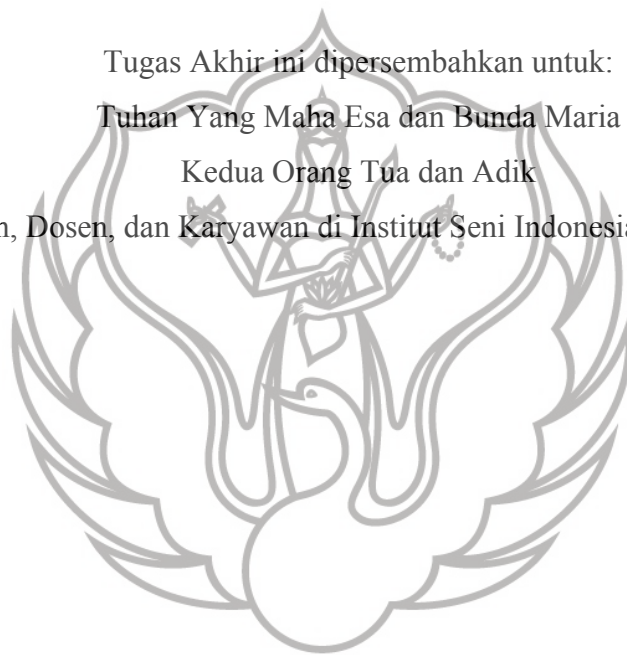 Tugas Akhir ini dipersembahkan untuk:
Tuhan Yang Maha Esa dan Bunda Maria
Kedua Orang Tua dan Adik
Dosen, dan Karyawan di Institut Seni Indonesia